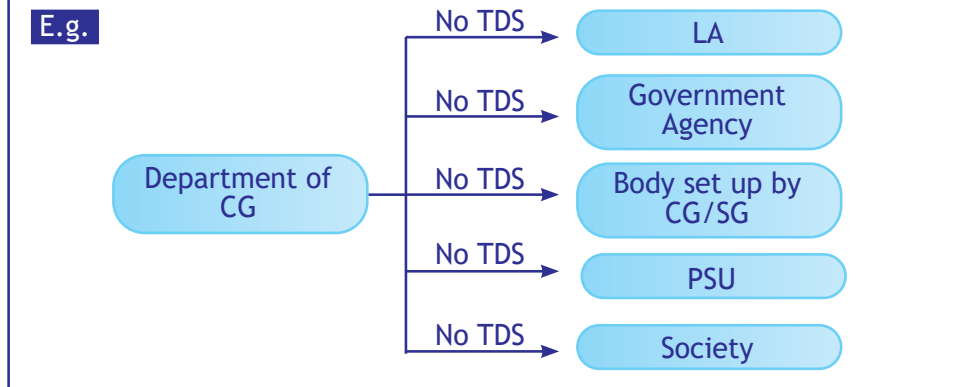 E.g.
No TDS
LA
No TDS
Government
Agency
Department of
CG
No TDS
Body set up by
CG/SG
No TDS
PSU
No TDS
Society